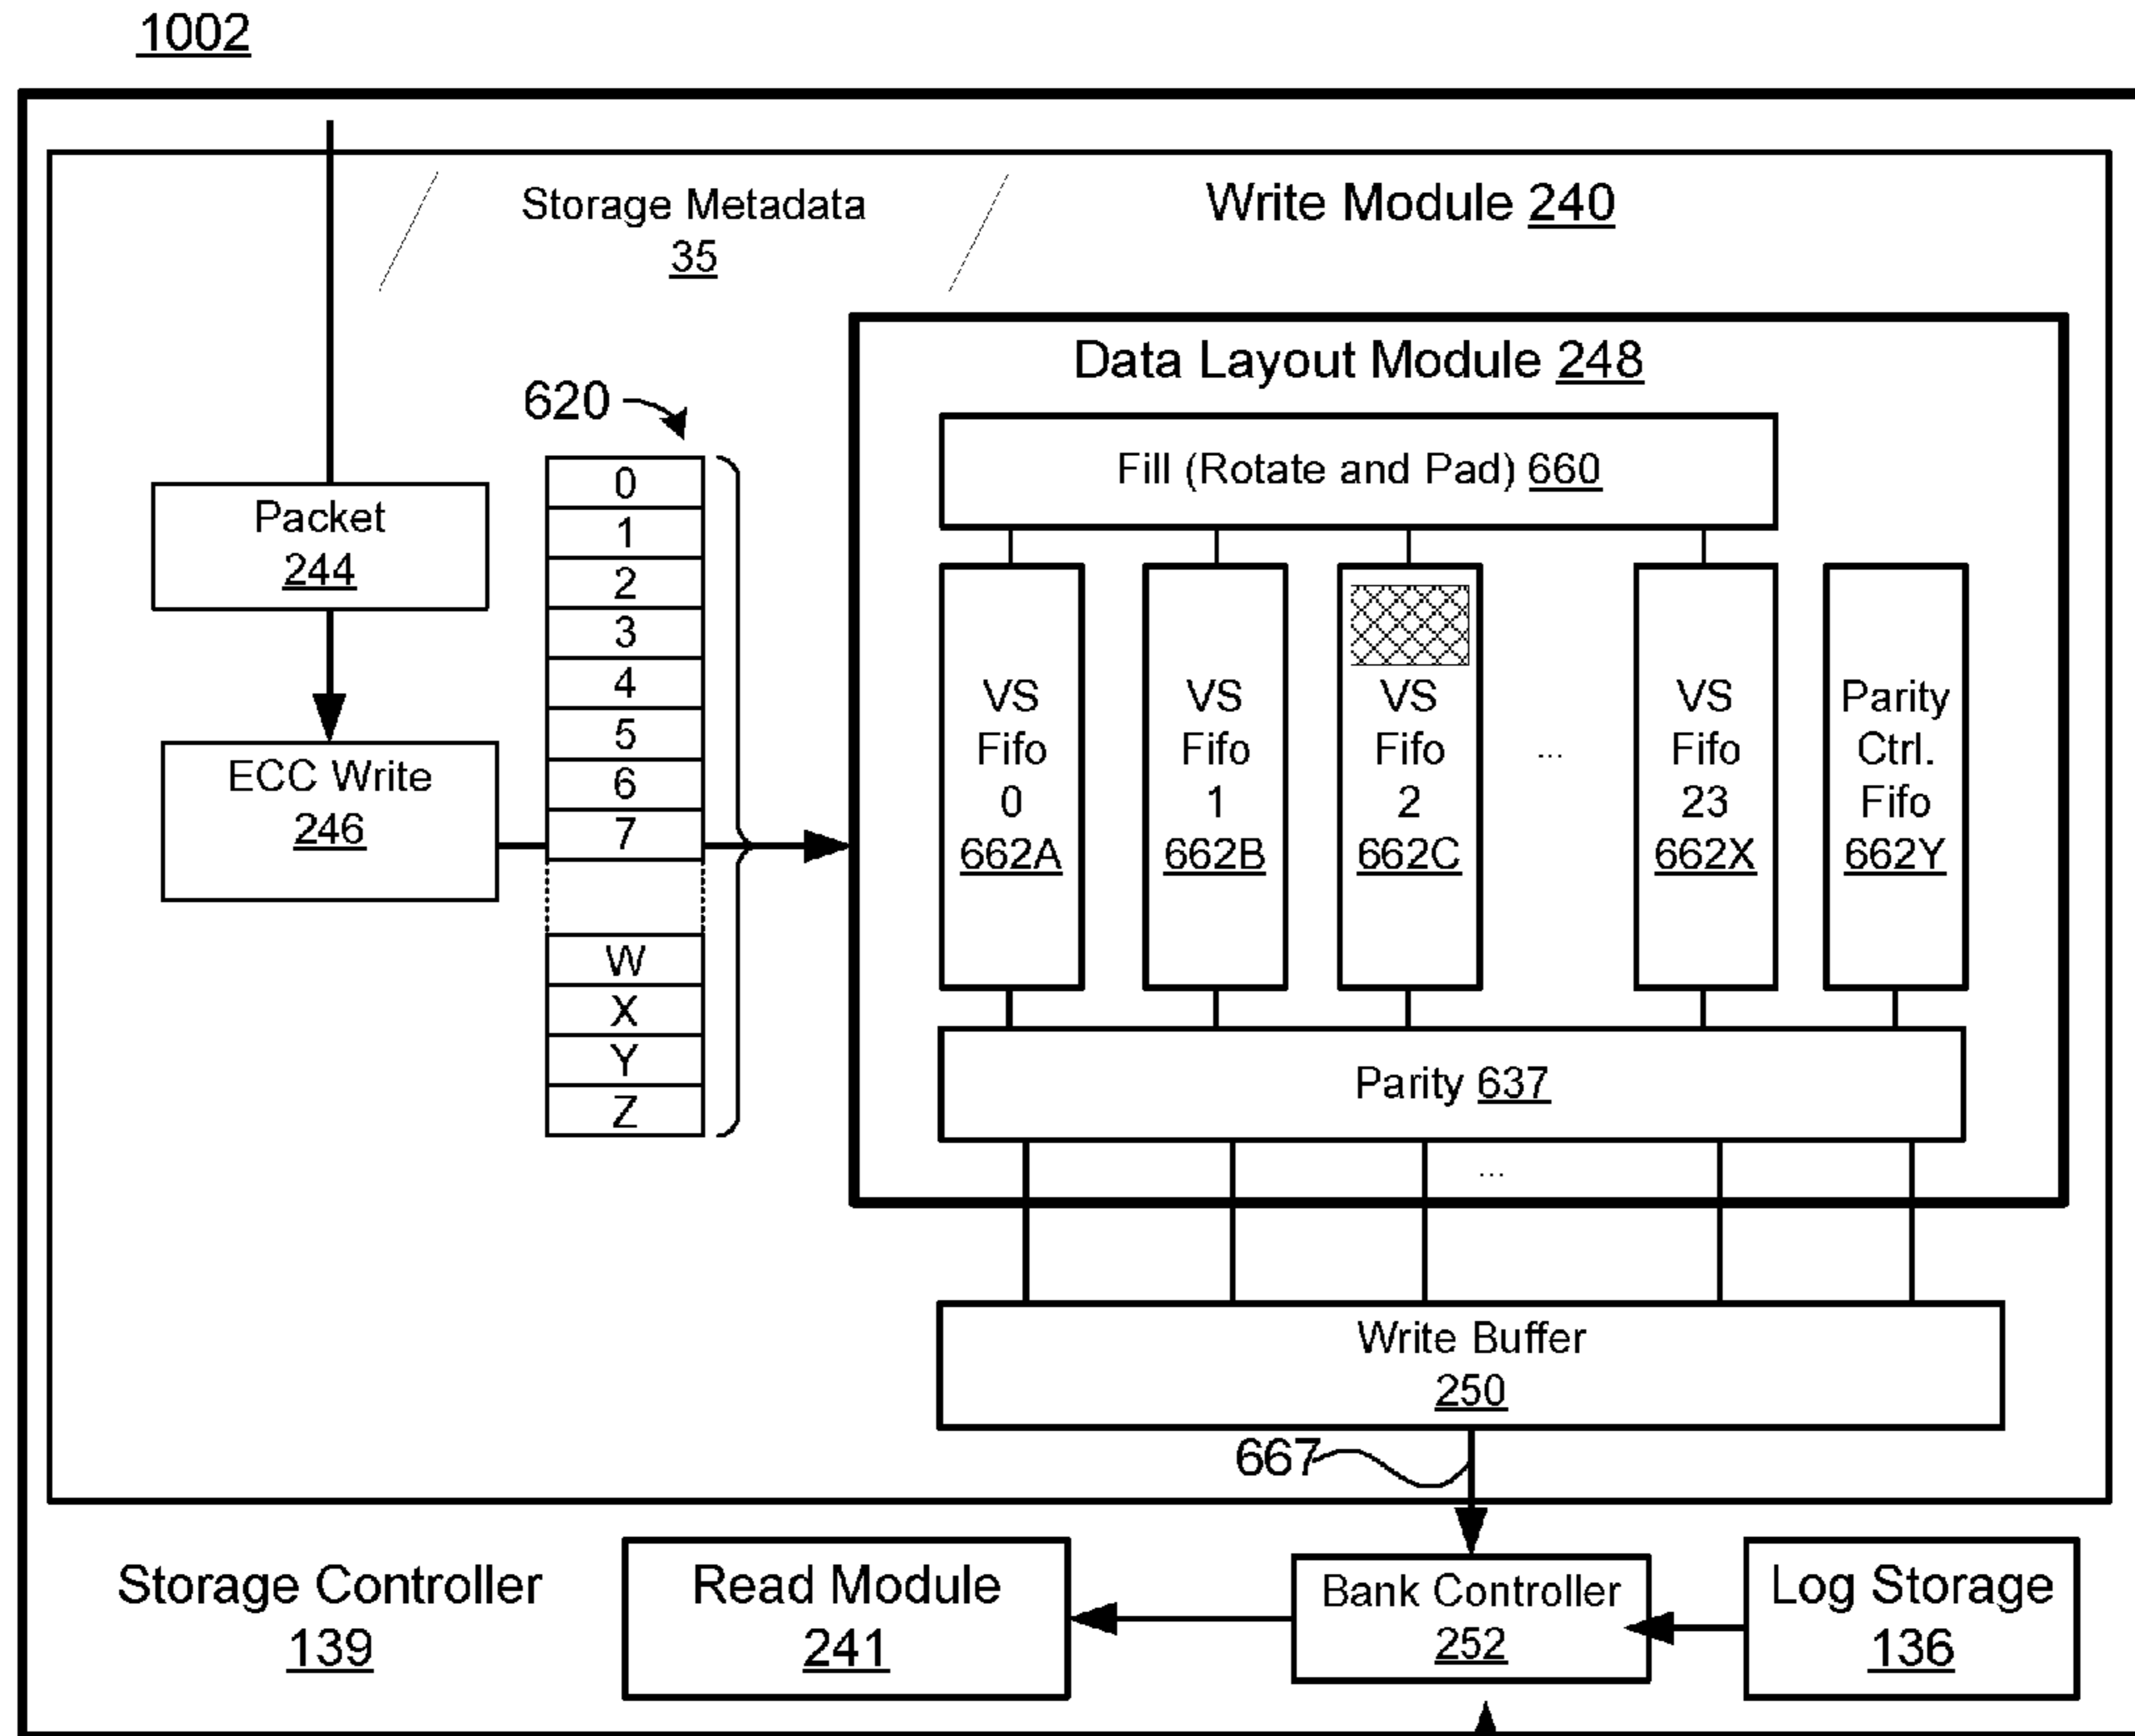 1002
Storage Metadata
35
Write Module 240
Data Layout Module 248
620
Fill (Rotate and Pad) 660
Packet
244
ECC Write
246
0
1
2
3
4
5
6
7
W
X
Y
Z
VS
Fifo
0
662A
VS
Fifo
1
662B
VS
Fifo
2
662C
...
VS
Fifo
23
662X
Parity
Ctrl.
Fifo
662Y
Parity 637
...
Write Buffer
250
667
Storage Controller
139
Read Module
241
Bank Controller
252
Log Storage
136